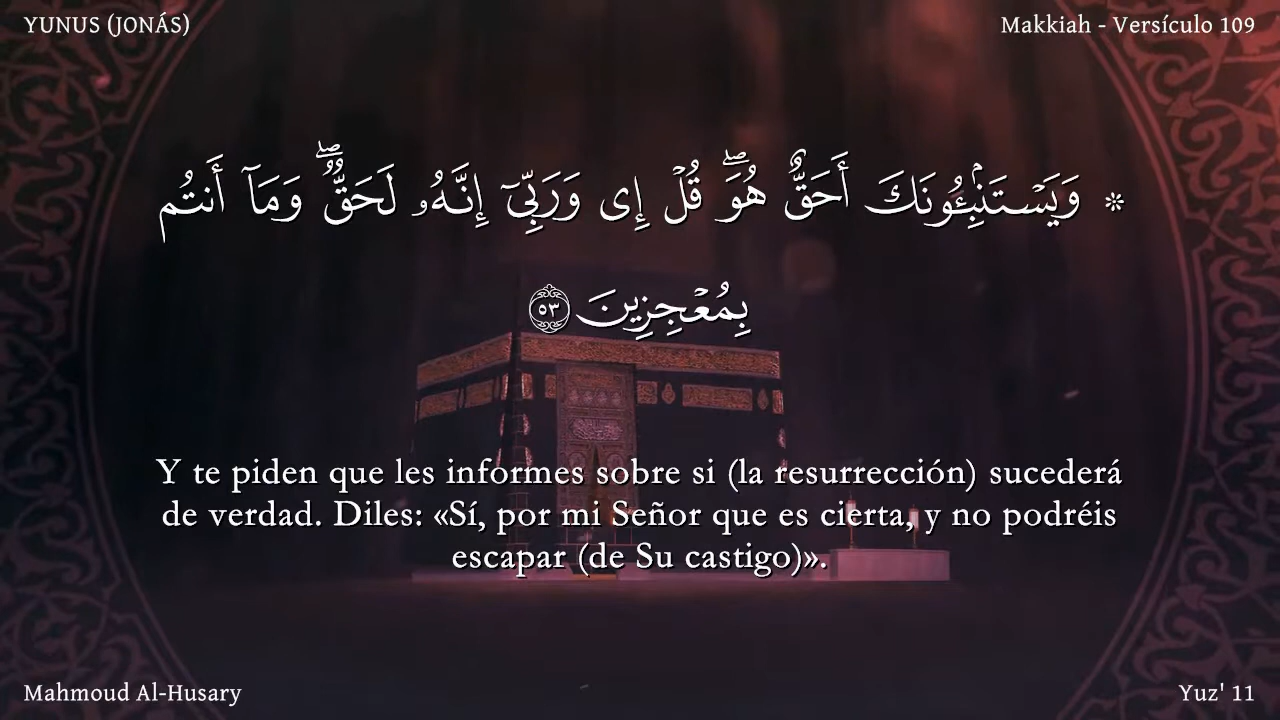 YUNUS (JONÁS)
Makkiah - Versículo 109
۞ وَيَسْتَنۢبِـُٔونَكَ أَحَقٌّ هُوَ ۖ قُلْ إِى وَرَبِّىٓ إِنَّهُۥ لَحَقٌّ ۖ وَمَآ أَنتُم
بِمُعْجِزِينَ ٥٣
Y te piden que les informes sobre si (la resurrección) sucederá
de verdad. Diles: «Sí, por mi Señor que es cierta, y no podréis
escapar (de Su castigo)».
Mahmoud Al-Husary
Yuz' 11